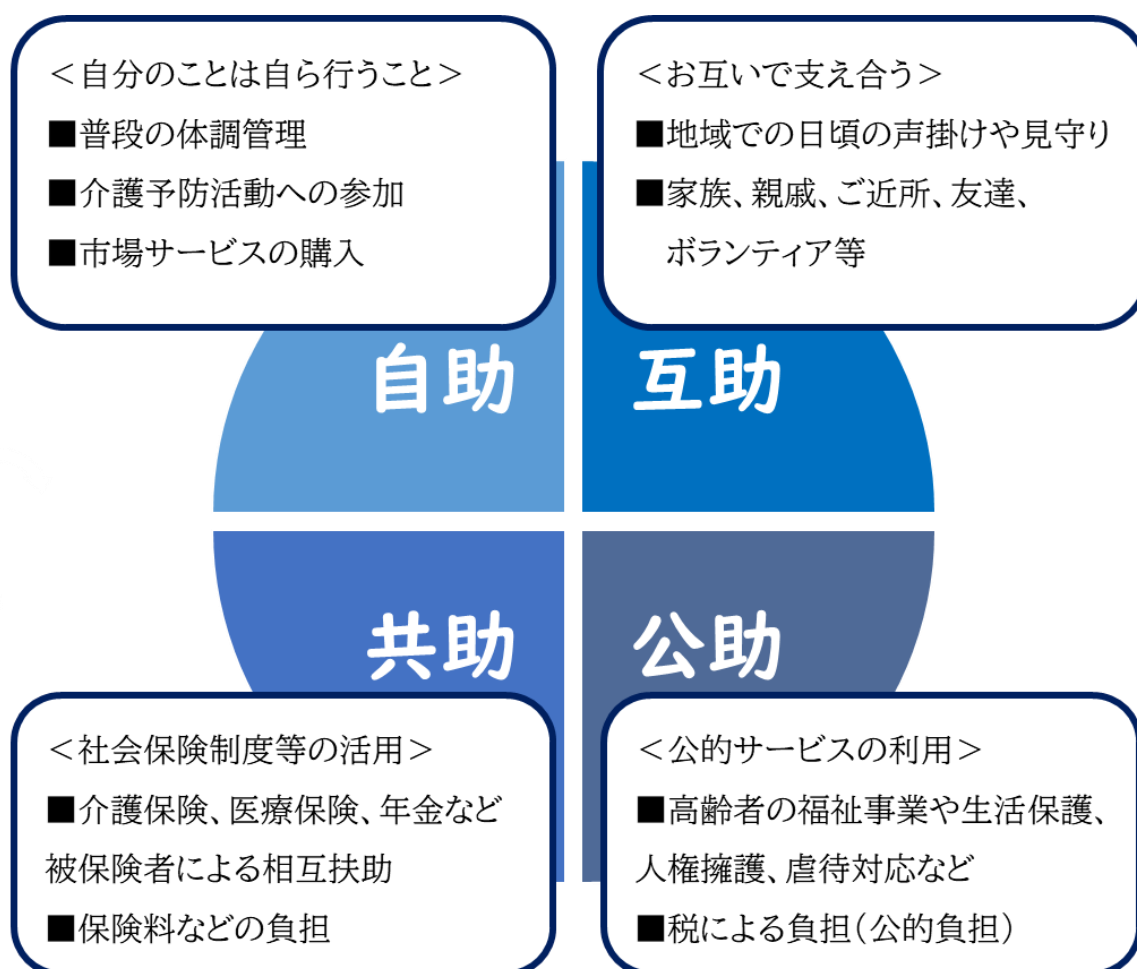 ＜自分のことは自ら行うこと＞
■普段の体調管理
■介護予防活動への参加
■市場サービスの購入
＜お互いで支え合う＞
■地域での日頃の声掛けや見守り
■家族、親戚、ご近所、友達、
ボランティア等
自助
互助
共助
公助
＜社会保険制度等の活用＞
■介護保険、医療保険、年金など
被保険者による相互扶助
■保険料などの負担
＜公的サービスの利用＞
■高齢者の福祉事業や生活保護、
人権擁護、虐待対応など
■税による負担（公的負担）